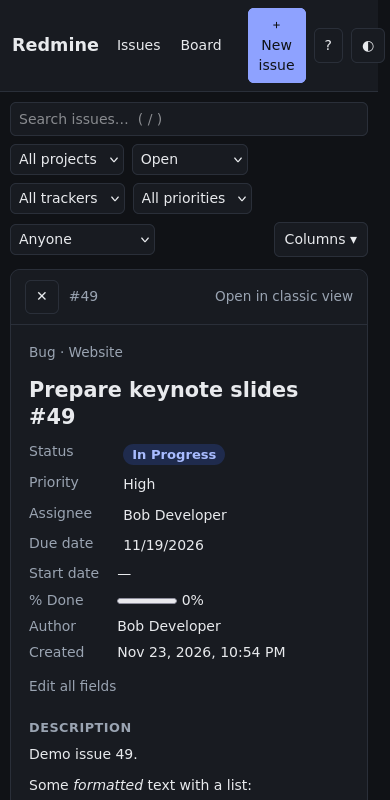 Redmine Issues Board + New issue ? ◐
Search issues... ( / )
All projects Open
All trackers All priorities
Anyone Columns ▾
✕ #49 Open in classic view
Bug · Website
Prepare keynote slides
#49
Status In Progress
Priority High
Assignee Bob Developer
Due date 11/19/2026
Start date —
% Done 0%
Author Bob Developer
Created Nov 23, 2026, 10:54 PM
Edit all fields
DESCRIPTION
Demo issue 49.
Some formatted text with a list: